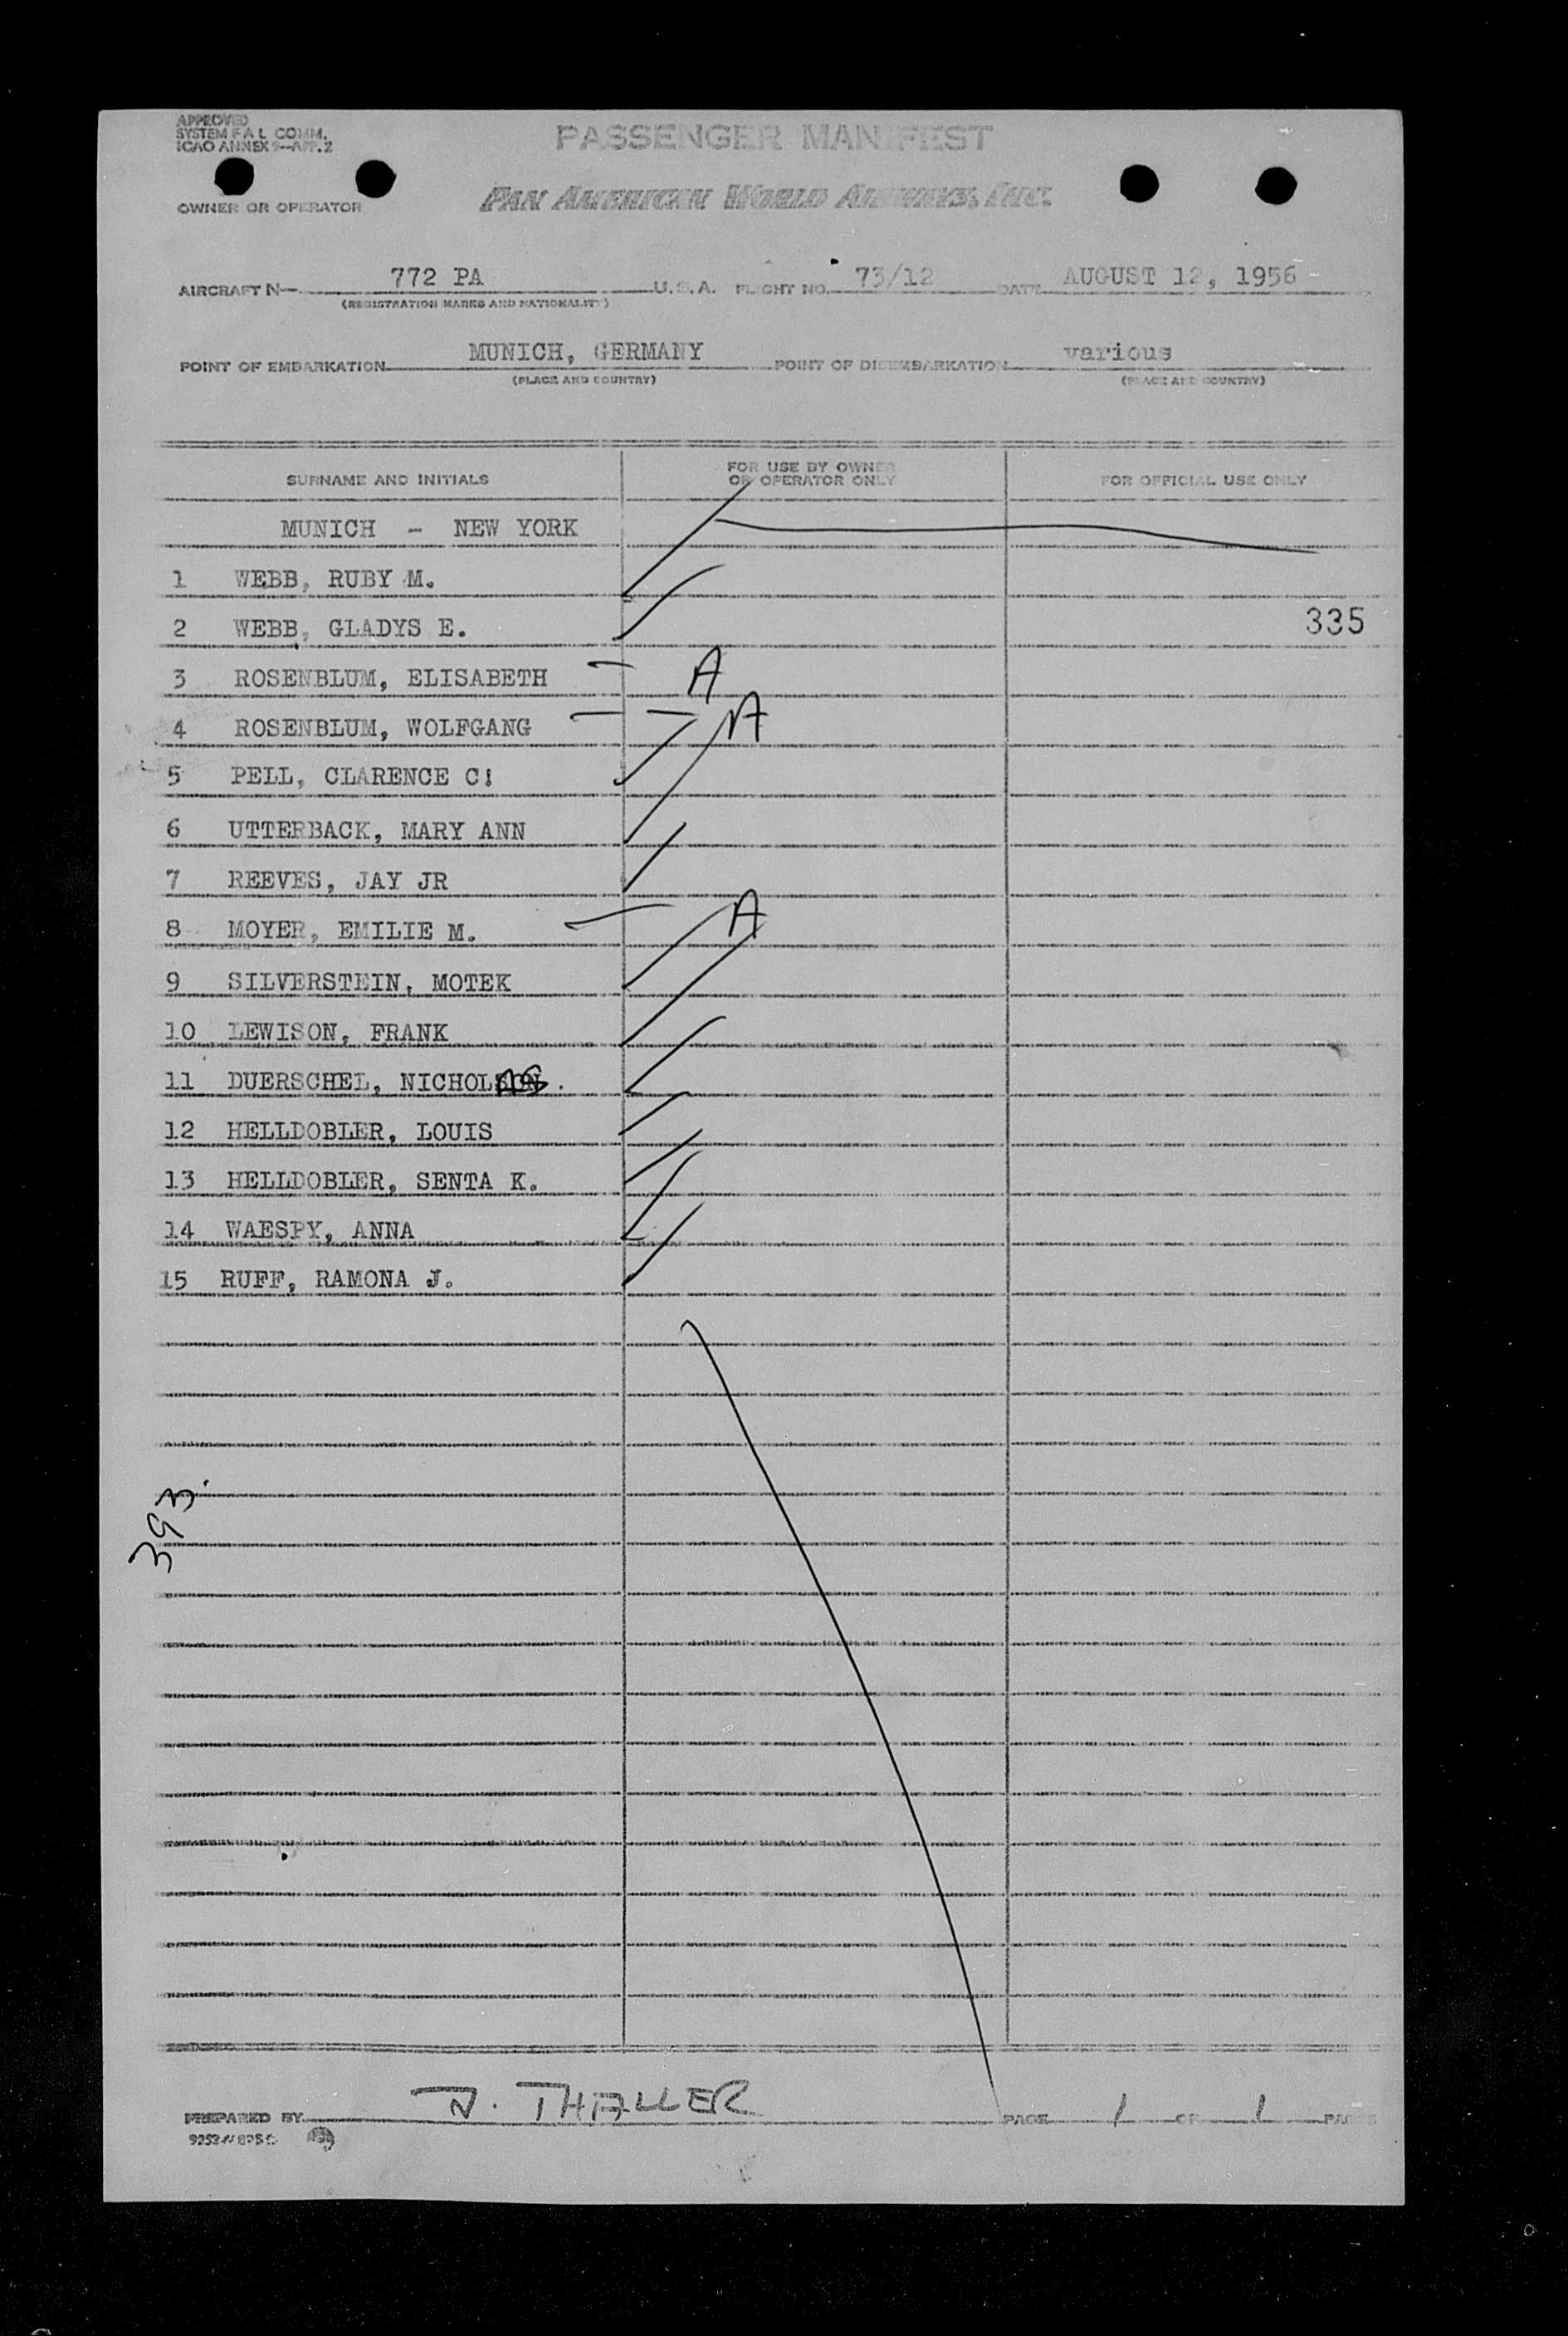 APPROVED
SYSTEM F A L COMM.
ICAO ANNEX 9—APP. 2
PASSENGER MANIFEST
OWNER OR OPERATOR
PAN AMERICAN WORLD AIRWAYS, INC.
AIRCRAFT N— 772 PA U.S.A. FLIGHT NO. 73/12 DATE AUGUST 12, 1956
(REGISTRATION MARKS AND NATIONALITY)
POINT OF EMBARKATION MUNICH, GERMANY POINT OF DISEMBARKATION various
(PLACE AND COUNTRY) (PLACE AND COUNTRY)
SURNAME AND INITIALS FOR USE BY OWNER OR OPERATOR ONLY FOR OFFICIAL USE ONLY
MUNICH - NEW YORK
1 WEBB, RUBY M.
2 WEBB, GLADYS E. 335
3 ROSENBLUM, ELISABETH A
4 ROSENBLUM, WOLFGANG A
5 PELL, CLARENCE C!
6 UTTERBACK, MARY ANN
7 REEVES, JAY JR
8 MOYER, EMILIE M. A
9 SILVERSTEIN, MOTEK
10 LEWISON, FRANK
11 DUERSCHEL, NICHOLAS.
12 HELLDOBLER, LOUIS
13 HELLDOBLER, SENTA K.
14 WAESPY, ANNA
15 RUFF, RAMONA J.
393.
PREPARED BY N. THALLER PAGE 1 OF 1 PAGES